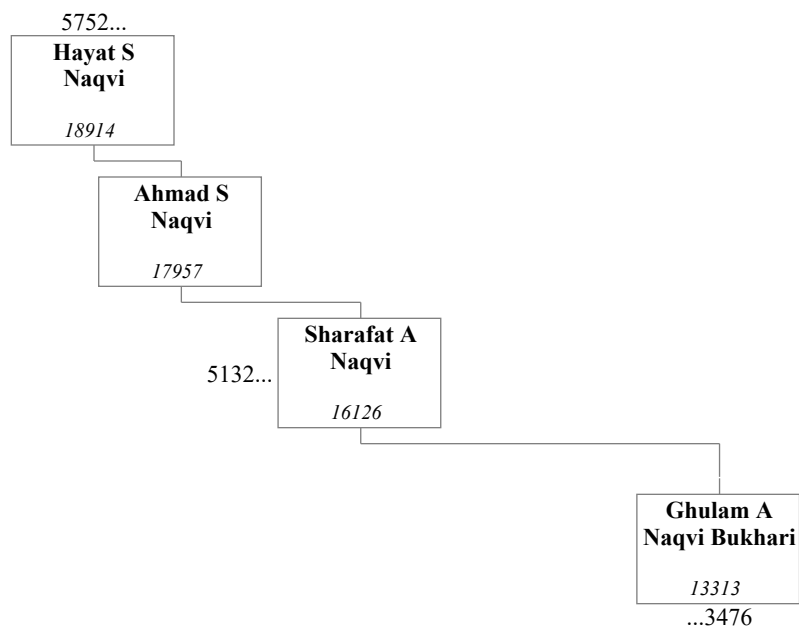 5752...
Hayat S
Naqvi
18914
Ahmad S
Naqvi
17957
Sharafat A
Naqvi
5132...
16126
Ghulam A
Naqvi Bukhari
13313
...3476